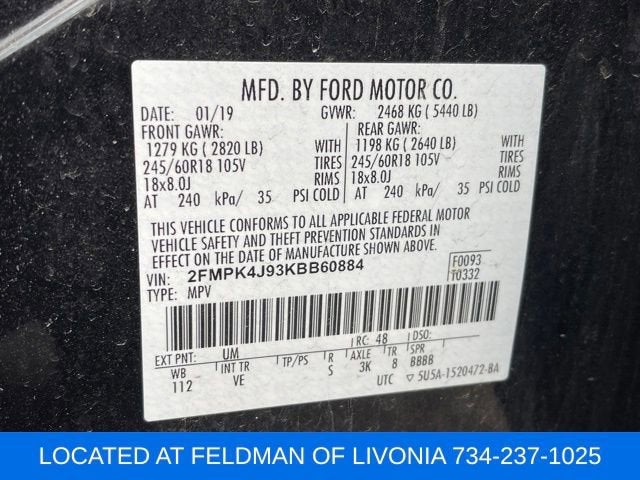 MFD. BY FORD MOTOR CO.
DATE: 01/19 GVWR: 2468 KG ( 5440 LB)
FRONT GAWR: REAR GAWR:
1279 KG ( 2820 LB) WITH 1198 KG ( 2640 LB) WITH
245/60R18 105V TIRES 245/60R18 105V TIRES
18x8.0J RIMS 18x8.0J RIMS
AT 240 kPa/ 35 PSI COLD AT 240 kPa/ 35 PSI COLD
THIS VEHICLE CONFORMS TO ALL APPLICABLE FEDERAL MOTOR
VEHICLE SAFETY AND THEFT PREVENTION STANDARDS IN
EFFECT ON THE DATE OF MANUFACTURE SHOWN ABOVE.
VIN: 2FMPK4J93KBB60884 F0093
TYPE: MPV T0332
EXT PNT: UM RC: 48 DSO:
WB INT TR TP/PS R AXLE TR SPR
112 VE S 3K 8 BBBB
UTC ▽ 5U5A-1520472-BA
LOCATED AT FELDMAN OF LIVONIA 734-237-1025